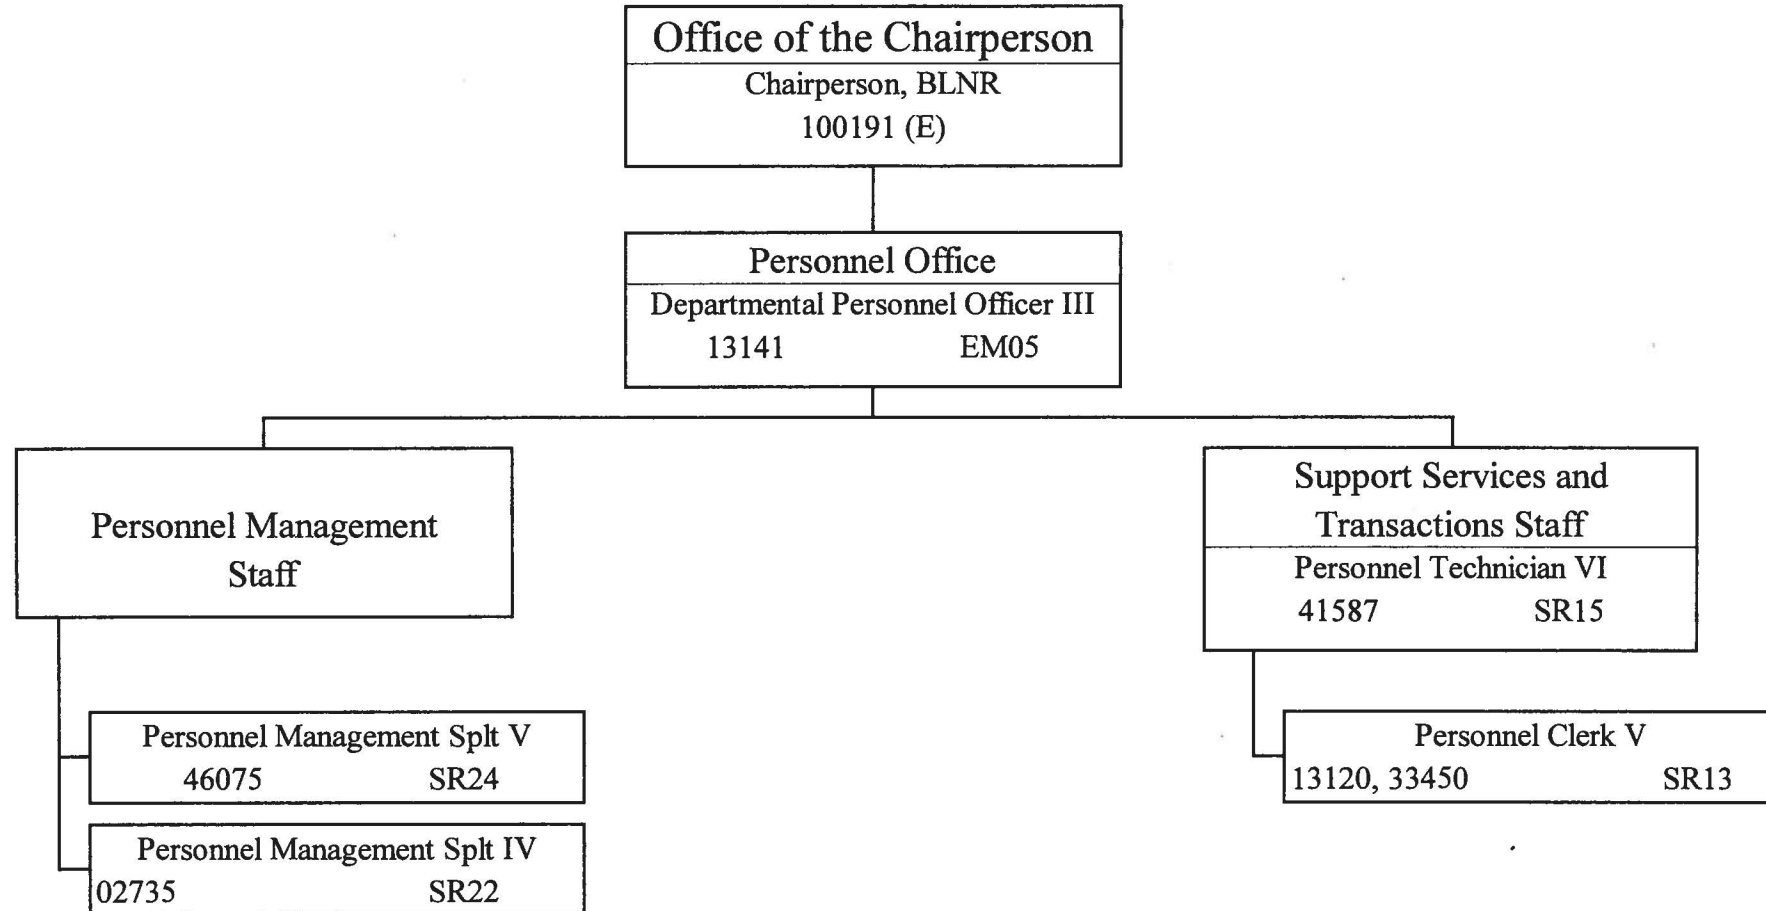 Office of the Chairperson
Chairperson, BLNR
100191 (E)
Personnel Office
Departmental Personnel Officer III
13141 EM05
Personnel Management
Staff
Personnel Management Splt V
46075 SR24
Personnel Management Splt IV
02735 SR22
Support Services and
Transactions Staff
Personnel Technician VI
41587 SR15
Personnel Clerk V
13120, 33450 SR13